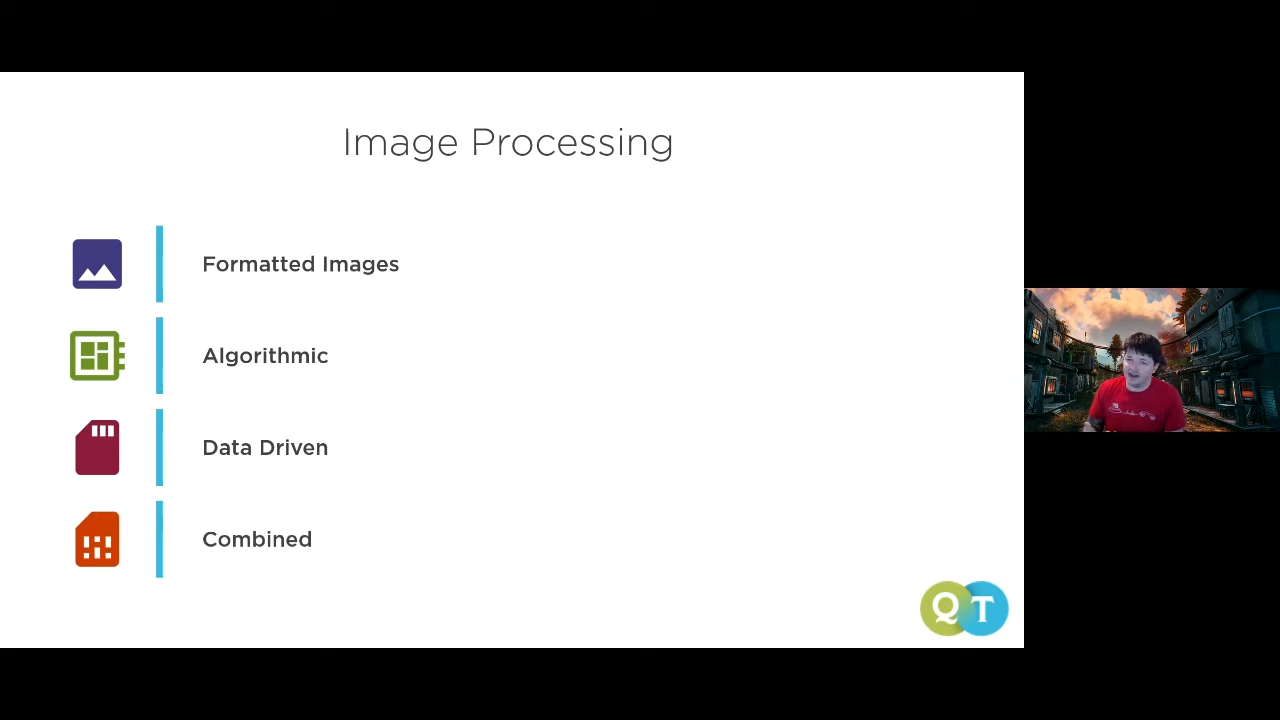 Image Processing
Formatted Images
Algorithmic
Data Driven
Combined
QT